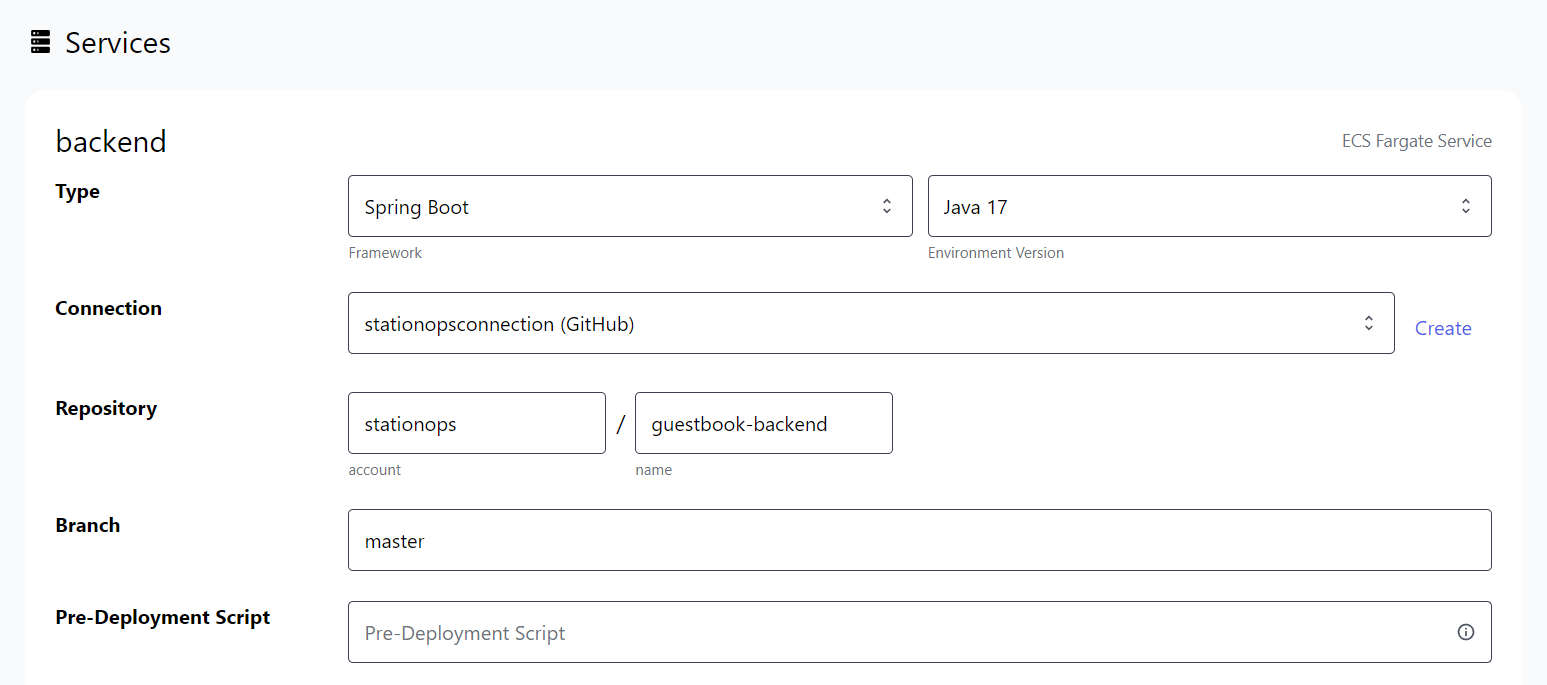 Services
backend
ECS Fargate Service
Type
Spring Boot
Java 17
Framework
Environment Version
Connection
stationopsconnection (GitHub)
Create
Repository
stationops / guestbook-backend
account
name
Branch
master
Pre-Deployment Script
Pre-Deployment Script